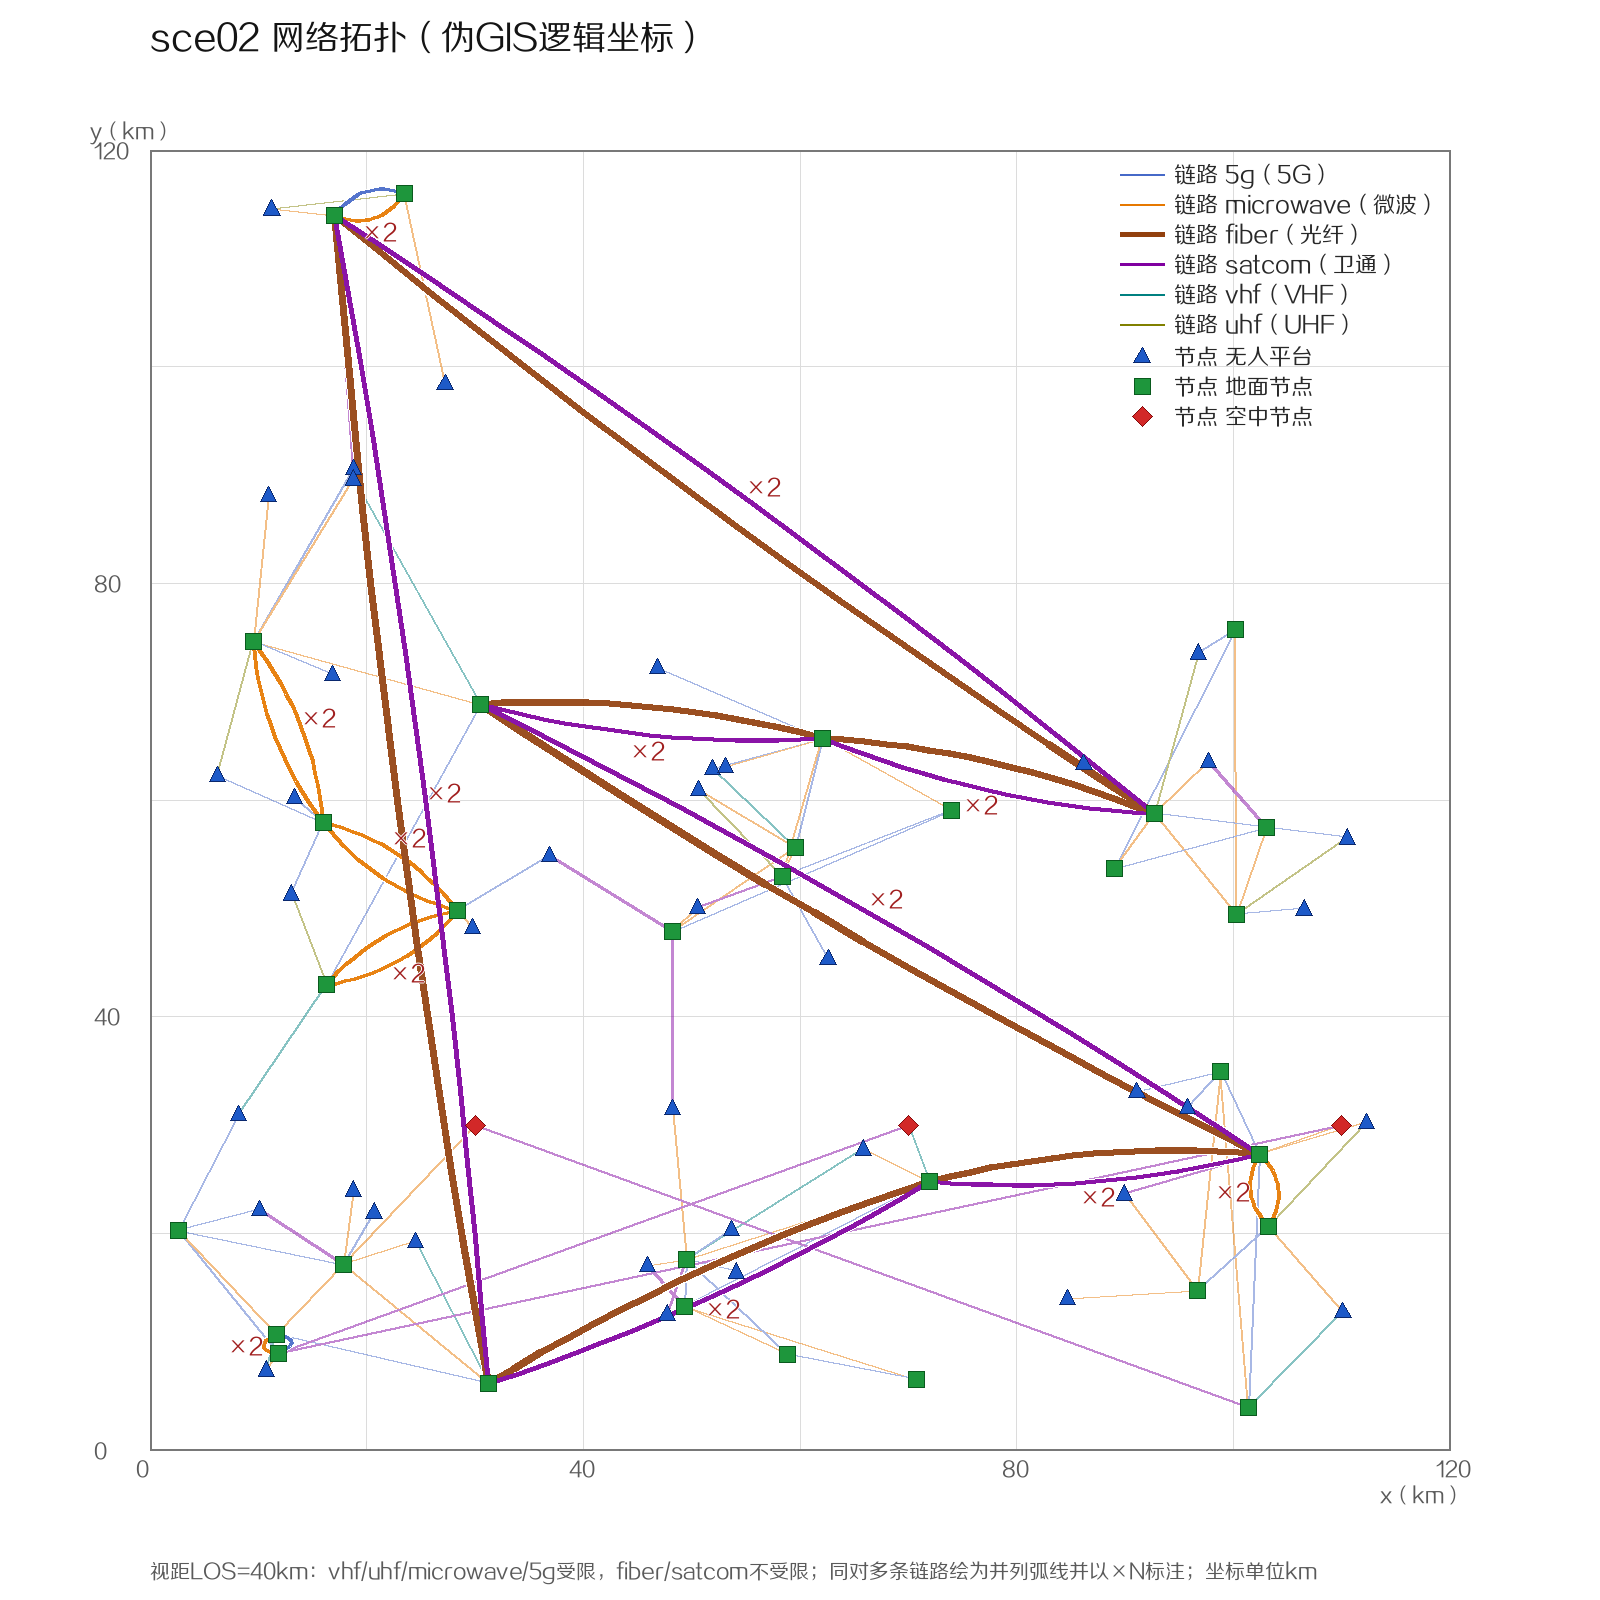 sce02 网络拓扑（伪GIS逻辑坐标）
y（km）
120
链路 5g（5G）
链路 microwave（微波）
链路 fiber（光纤）
链路 satcom（卫通）
链路 vhf（VHF）
链路 uhf（UHF）
节点 无人平台
节点 地面节点
节点 空中节点
×2
×2
80
×2
×2
×2
×2
×2
×2
×2
40
×2
×2
×2
×2
×2
0
0
40
80
120
x（km）
视距LOS=40km：vhf/uhf/microwave/5g受限，fiber/satcom不受限；同对多条链路绘为并列弧线并以×N标注；坐标单位km